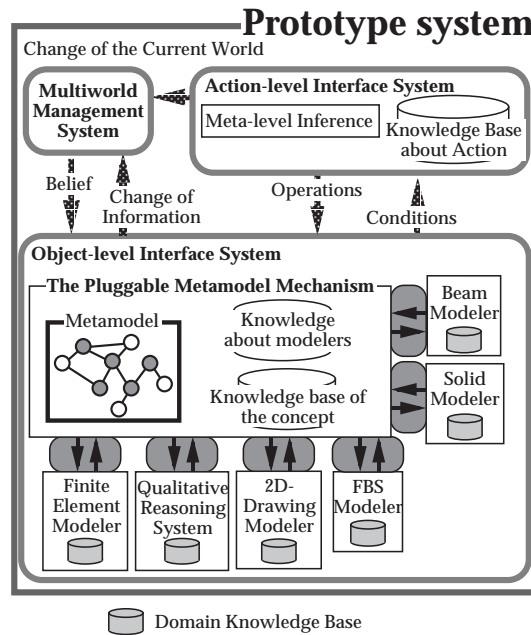 Prototype system
Change of the Current World
Multiworld
Management
System
Action-level Interface System
Meta-level Inference
Knowledge Base
about Action
Belief
Change of
Information
Operations
Conditions
Object-level Interface System
The Pluggable Metamodel Mechanism
Metamodel
Knowledge
about modelers
Knowledge base of
the concept
Beam
Modeler
Solid
Modeler
Finite
Element
Modeler
Qualitative
Reasoning
System
2D-
Drawing
Modeler
FBS
Modeler
Domain Knowledge Base